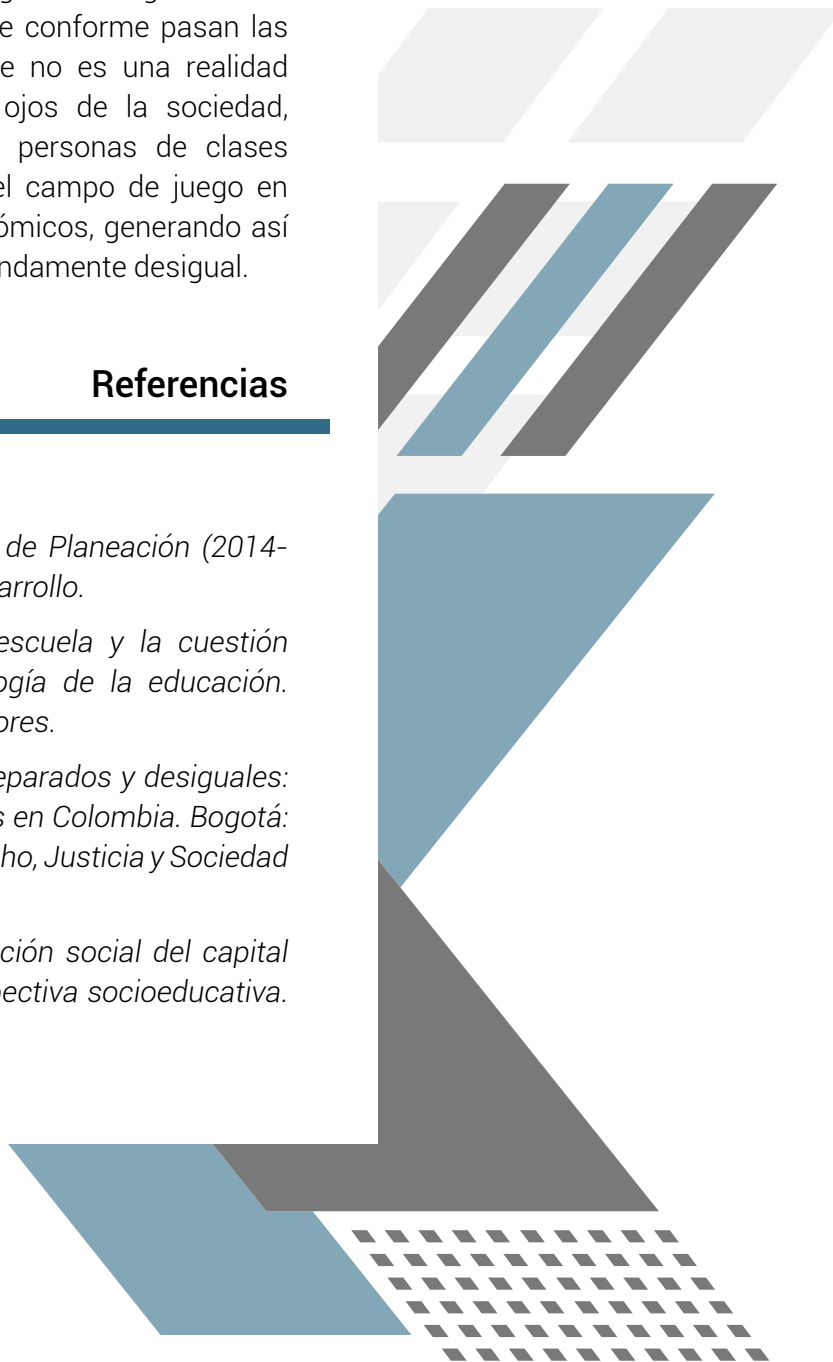 e conforme pasan las
e no es una realidad
ojos de la sociedad,
personas de clases
el campo de juego en
ómicos, generando así
ndamente desigual.
Referencias
de Planeación (2014-
arrollo.
escuela y la cuestión
ogía de la educación.
ores.
eparados y desiguales:
s en Colombia. Bogotá:
ho, Justicia y Sociedad
ción social del capital
pectiva socioeducativa.